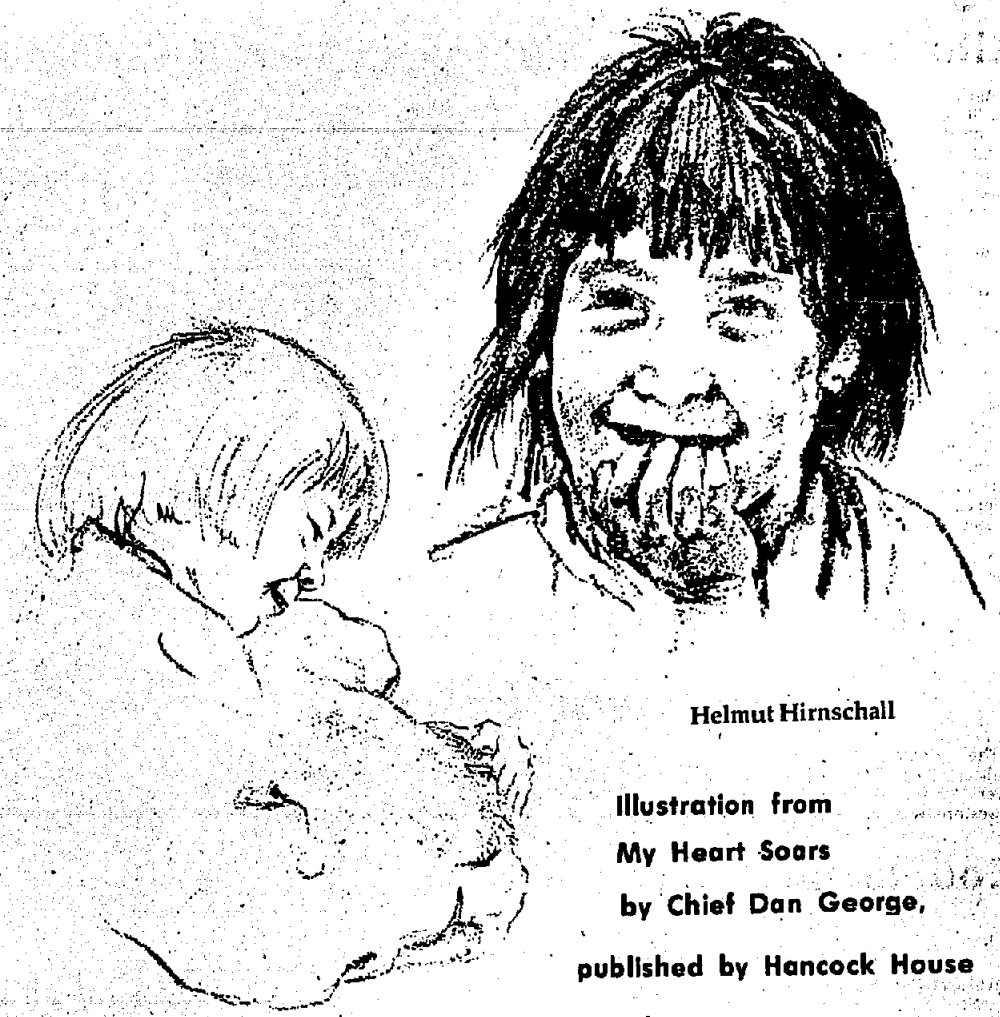 Helmut Hirnschall
Illustration from
My Heart Soars
by Chief Dan George,
published by Hancock House